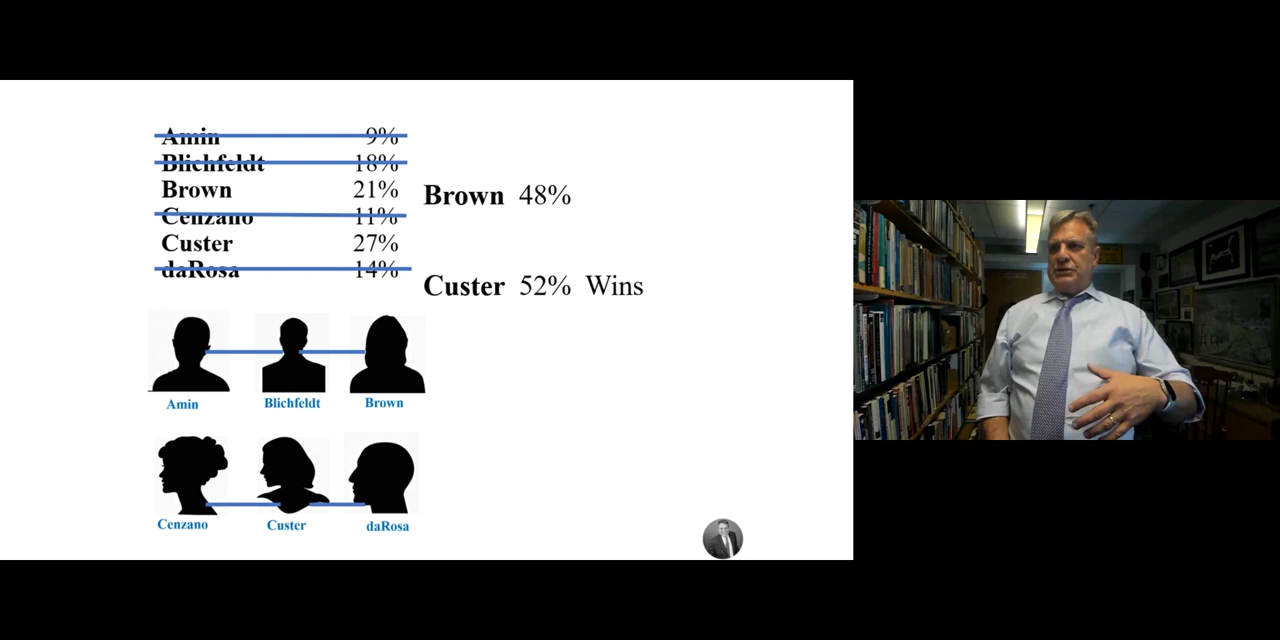 Amin 9%
Blichfeldt 18%
Brown 21%
Cenzano 11%
Custer 27%
daRosa 14%
Brown 48%
Custer 52% Wins
Amin Blichfeldt Brown
Cenzano Custer daRosa